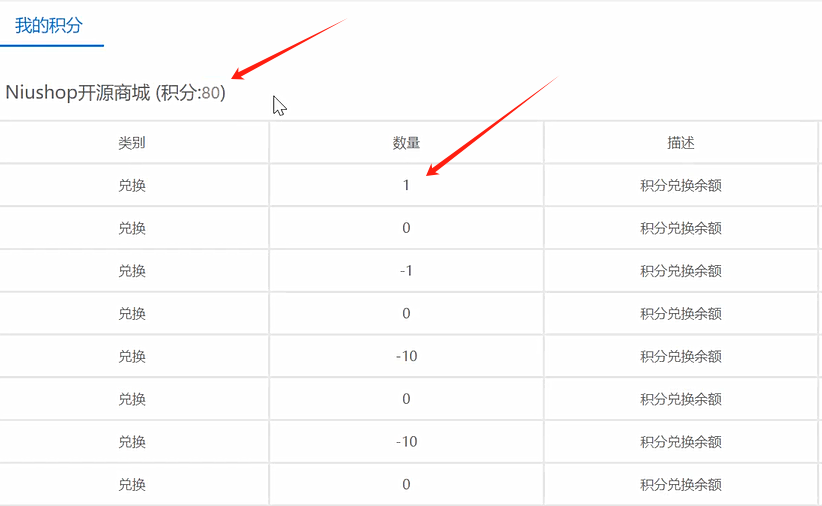 我的积分
Niushop开源商城 (积分:80)
类别 数量 描述
兑换 1 积分兑换余额
兑换 0 积分兑换余额
兑换 -1 积分兑换余额
兑换 0 积分兑换余额
兑换 -10 积分兑换余额
兑换 0 积分兑换余额
兑换 -10 积分兑换余额
兑换 0 积分兑换余额